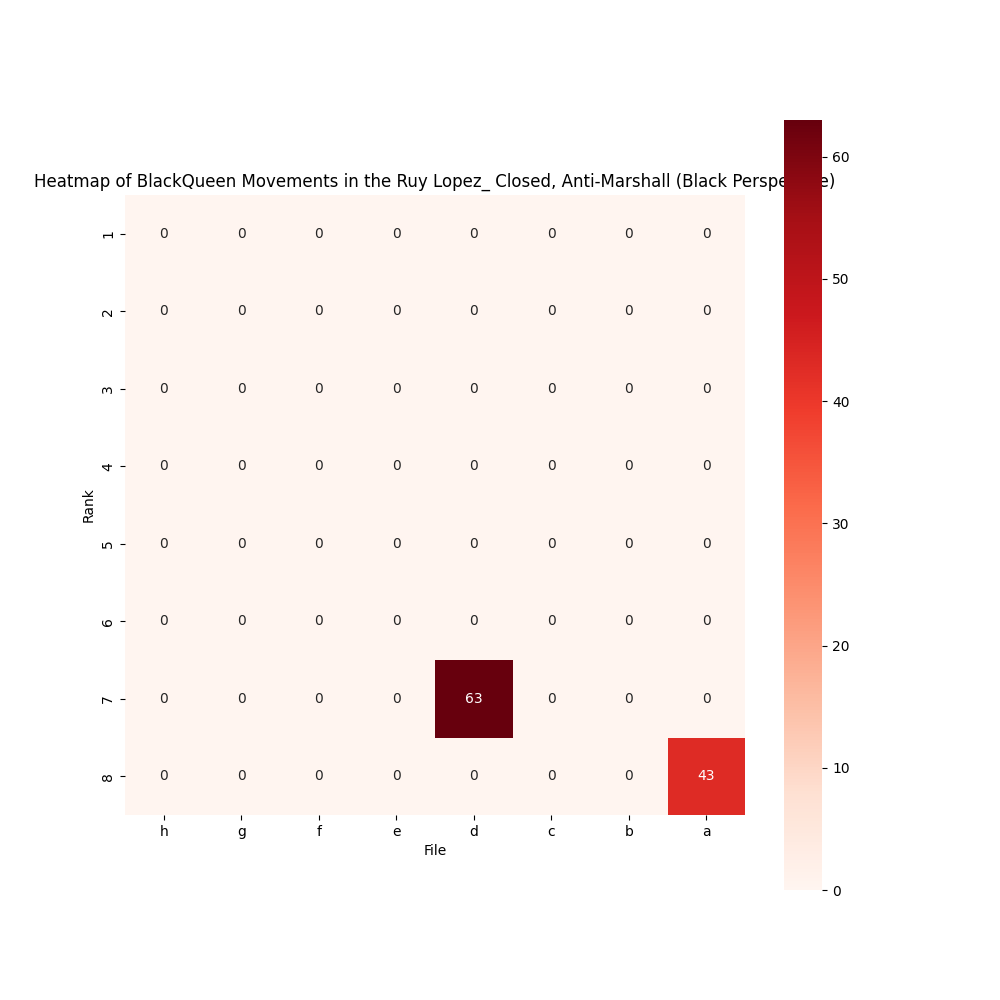 Heatmap of BlackQueen Movements in the Ruy Lopez_ Closed, Anti-Marshall (Black Perspe e)
60
1 0 0 0 0 0 0 0 0
50
2 0 0 0 0 0 0 0 0
3 0 0 0 0 0 0 0 0
40
4 0 0 0 0 0 0 0 0
Rank
30
5 0 0 0 0 0 0 0 0
6 0 0 0 0 0 0 0 0
20
7 0 0 0 0 63 0 0 0
10
8 0 0 0 0 0 0 0 43
h g f e d c b a
File
0